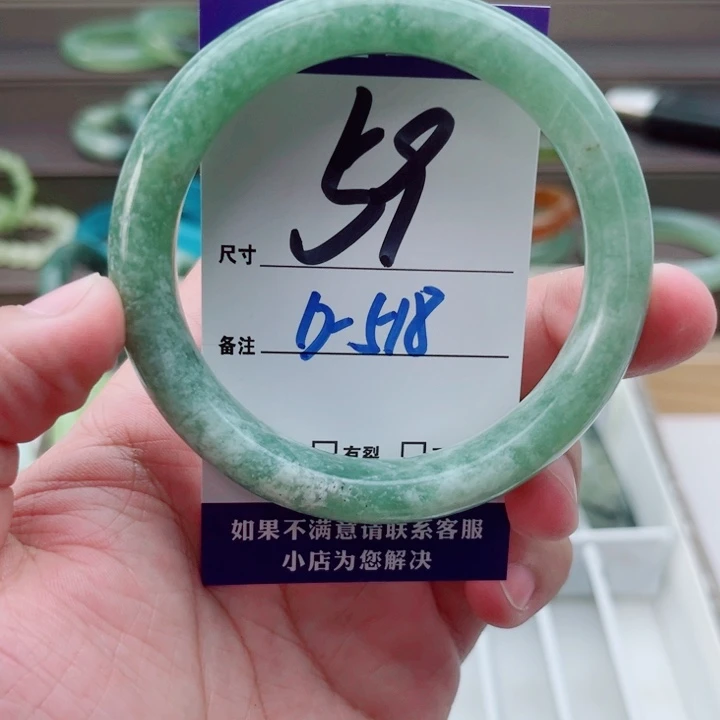 尺寸 59
备注 D-518
有裂
如果不满意请联系客服
小店为您解决